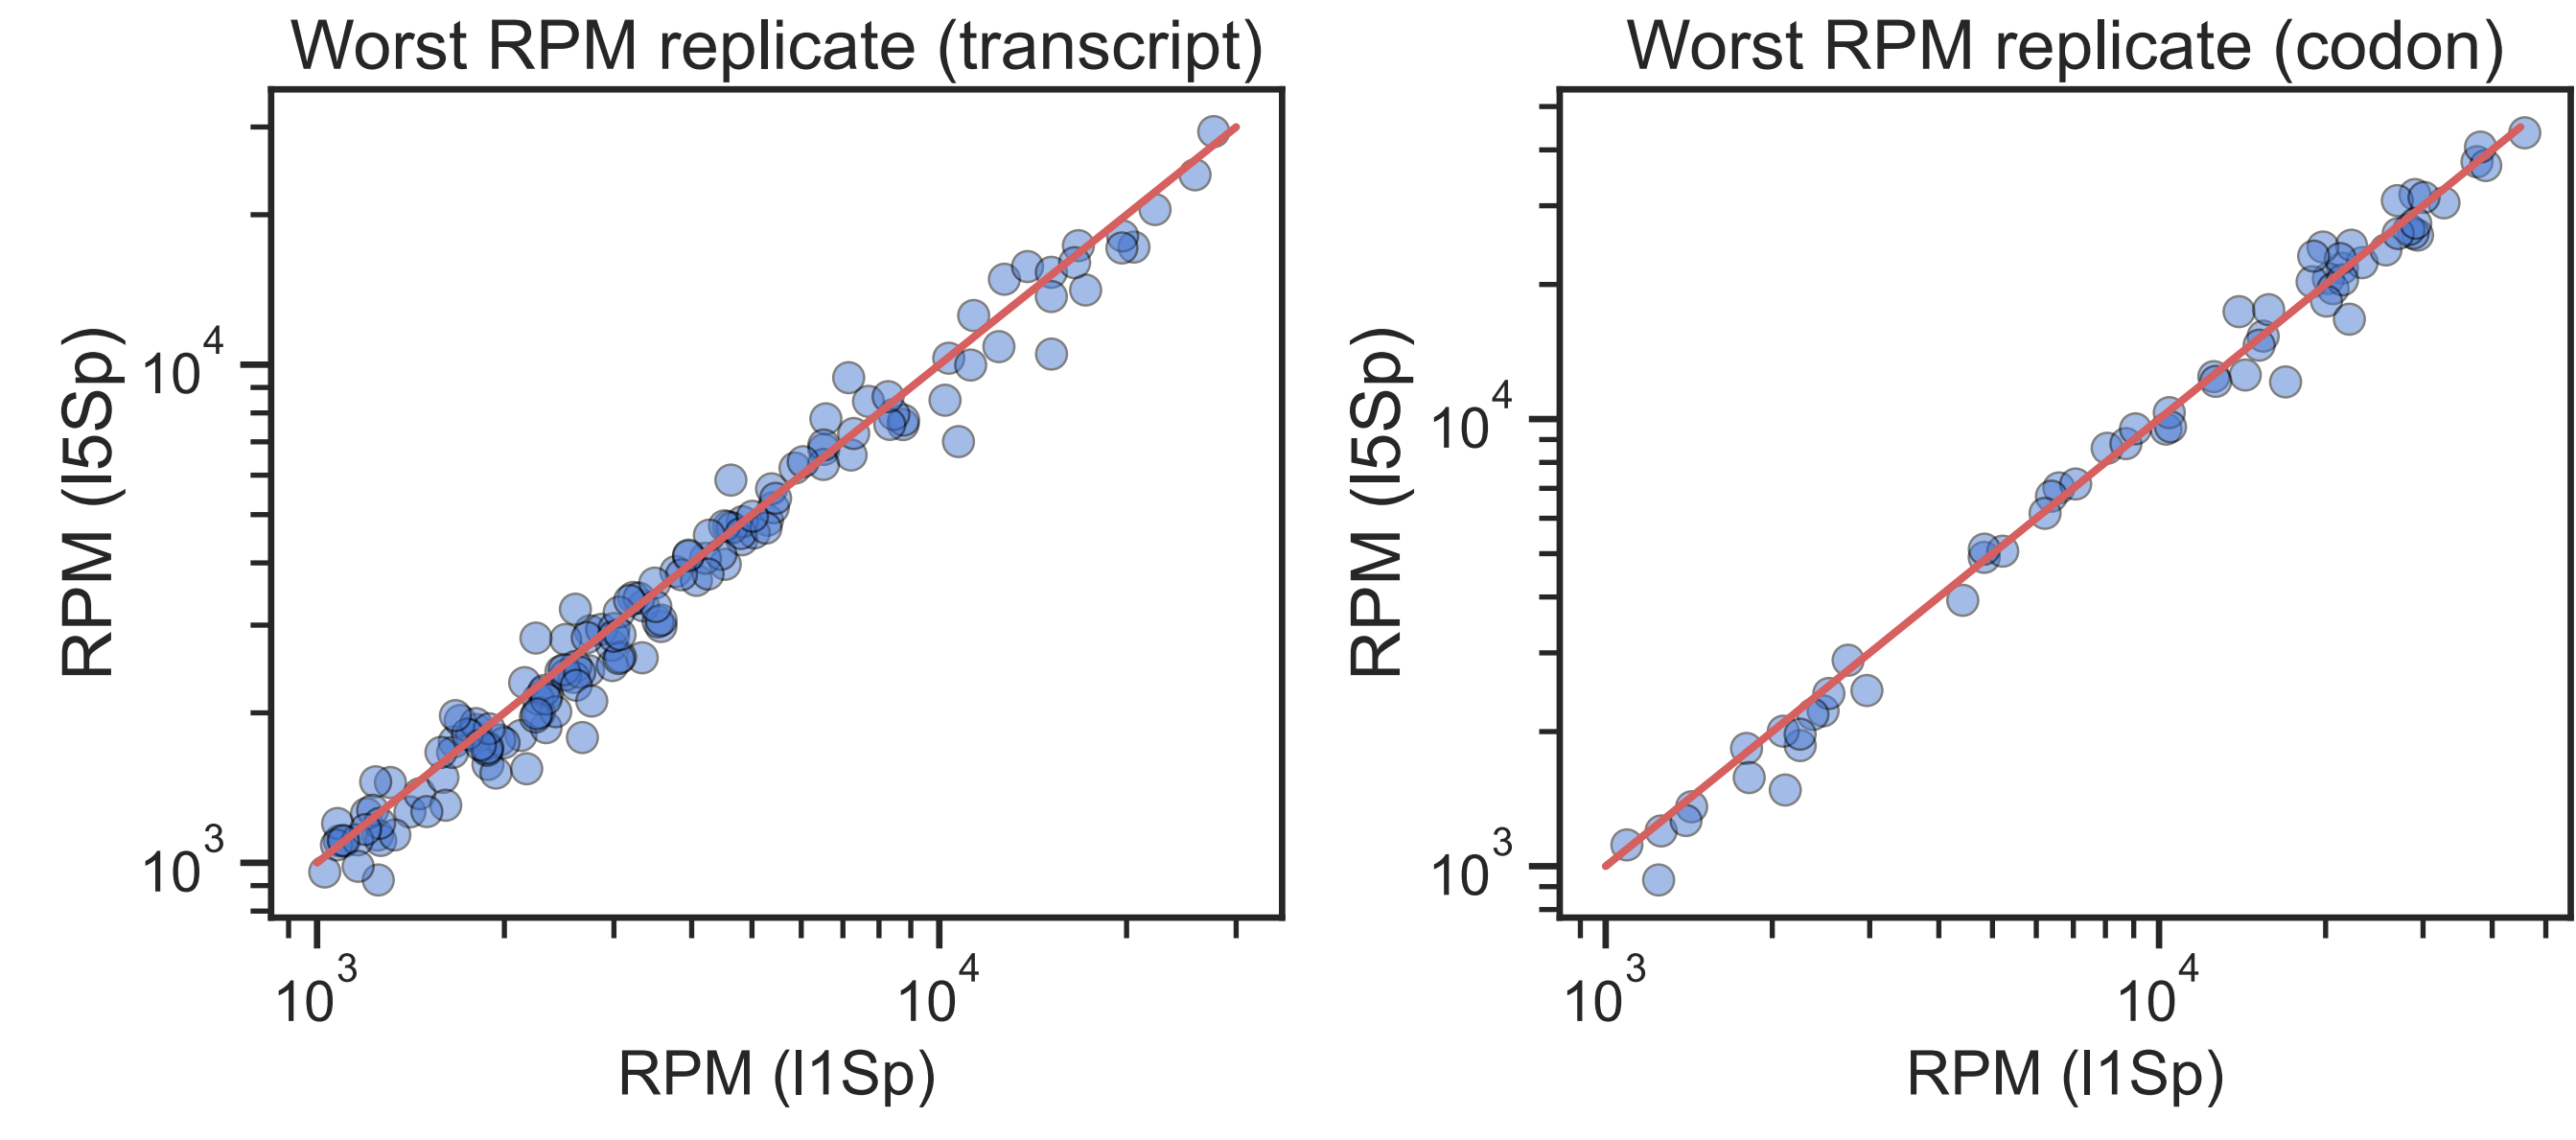 Worst RPM replicate (transcript)
RPM (I5Sp)
10^4
10^3
10^3
10^4
RPM (I1Sp)
Worst RPM replicate (codon)
RPM (I5Sp)
10^4
10^3
10^3
10^4
RPM (I1Sp)